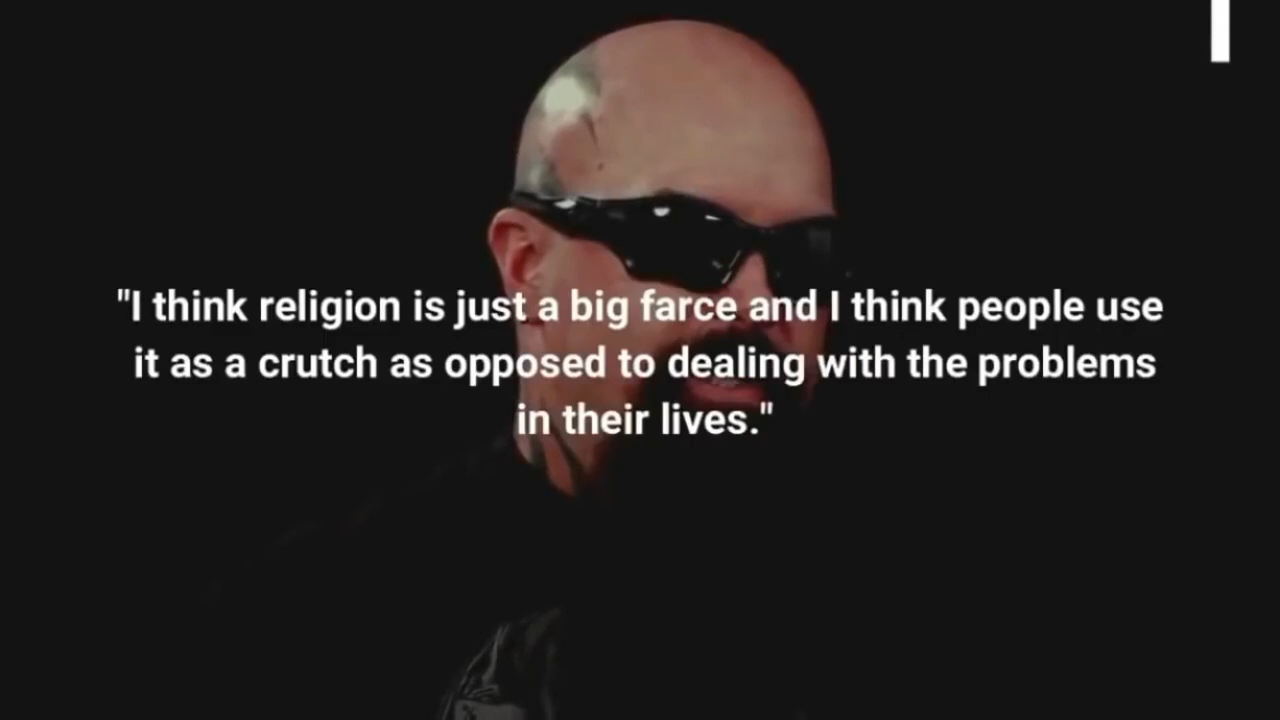 "I think religion is just a big farce and I think people use
it as a crutch as opposed to dealing with the problems
in their lives."